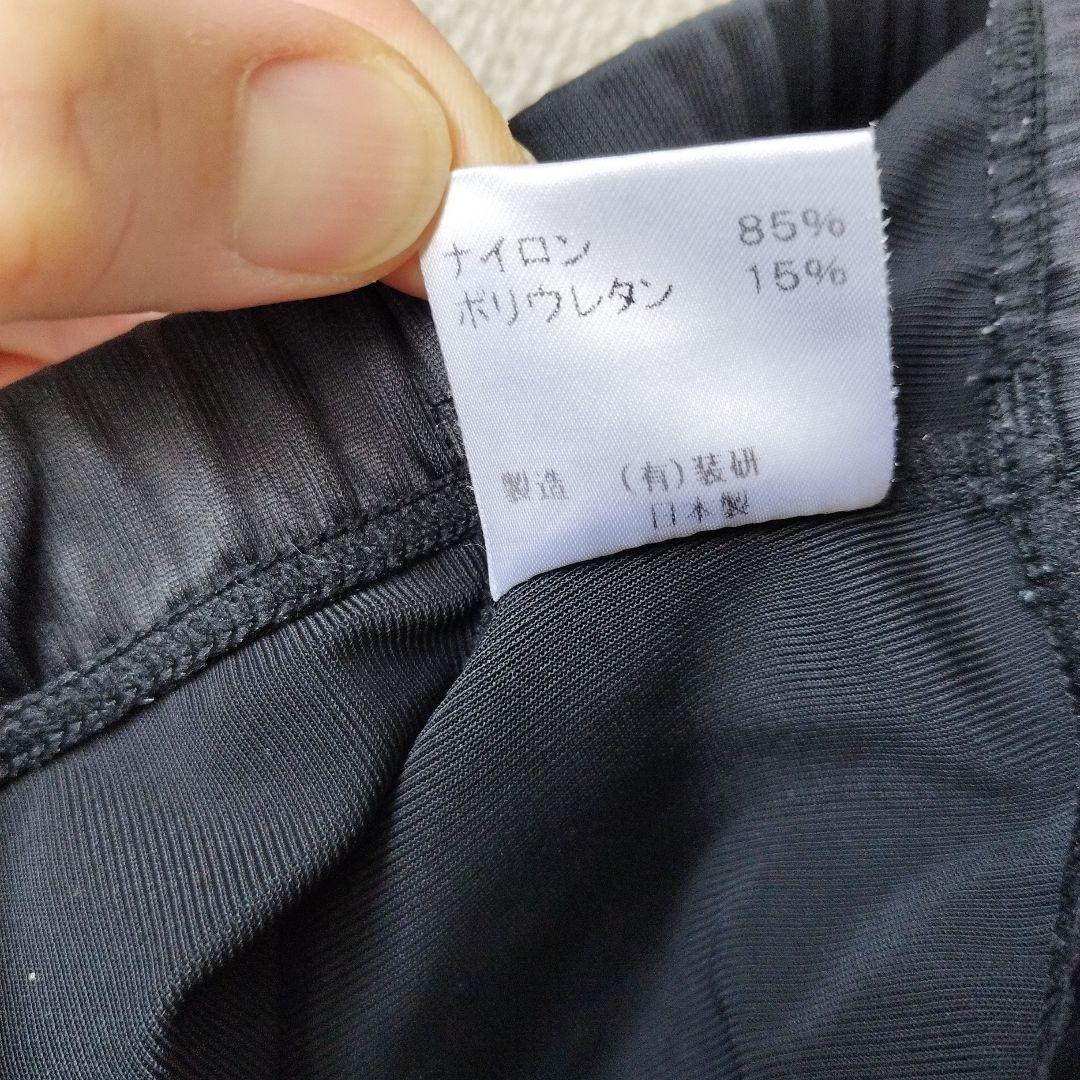 ナイロン 85%
ポリウレタン 15%
製造 (有)装研
日本製